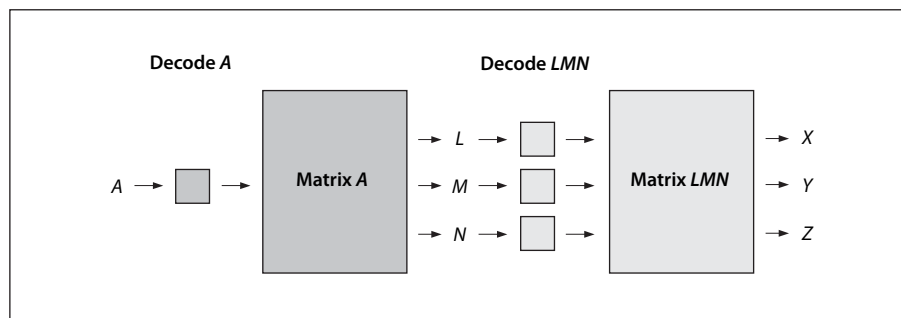 Decode A Decode LMN
L X
A Matrix A M Matrix LMN Y
N Z